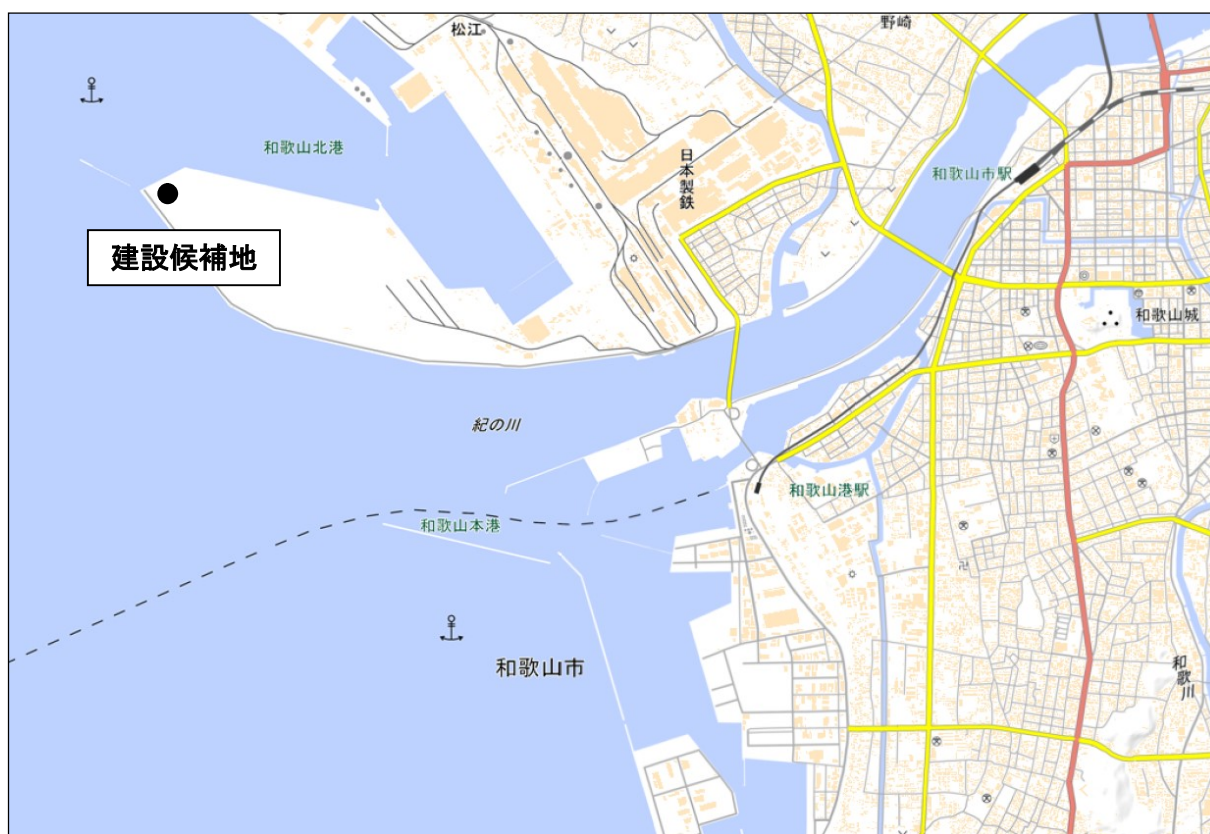 松江
野崎
和歌山北港
日本製鉄
和歌山市駅
建設候補地
和歌山城
紀の川
和歌山港駅
和歌山本港
和歌山市
和歌川